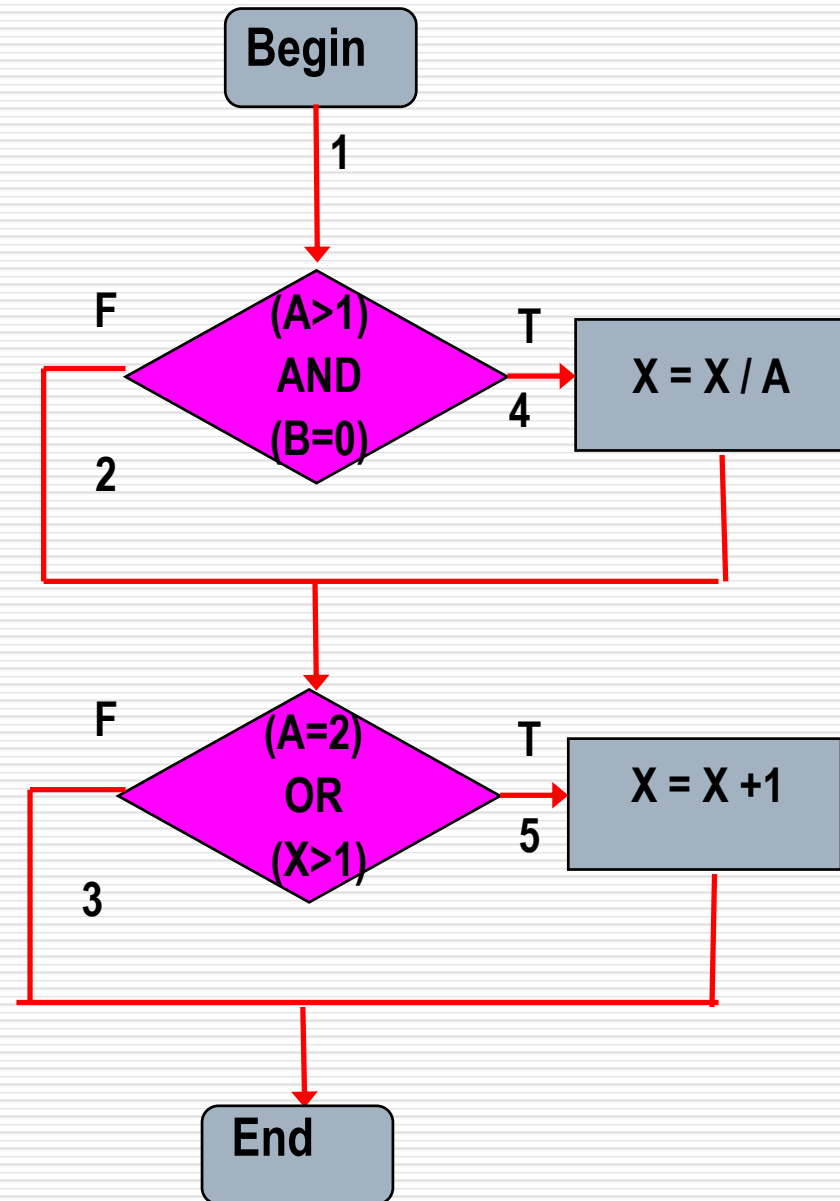 Begin
1
F
(A>1)
AND
(B=0)
T
4
X = X / A
2
F
(A=2)
OR
(X>1)
T
5
X = X +1
3
End